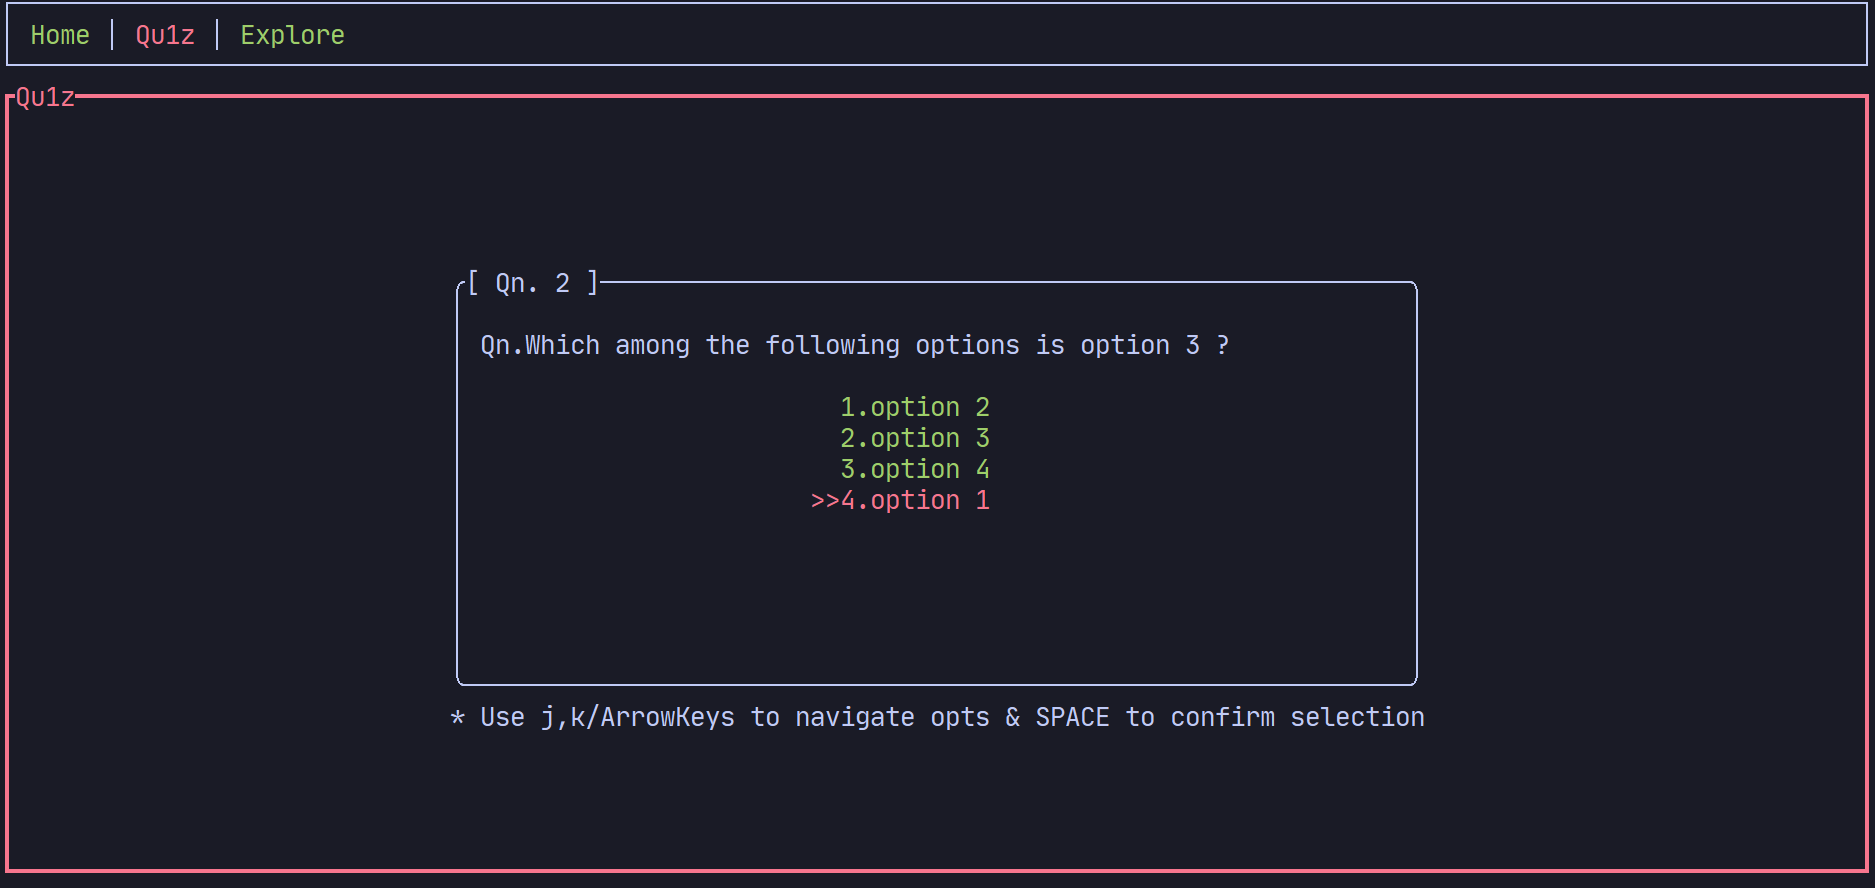 Home │ Qu1z │ Explore
Qu1z
[ Qn. 2 ]
Qn.Which among the following options is option 3 ?
1.option 2
2.option 3
3.option 4
>>4.option 1
* Use j,k/ArrowKeys to navigate opts & SPACE to confirm selection